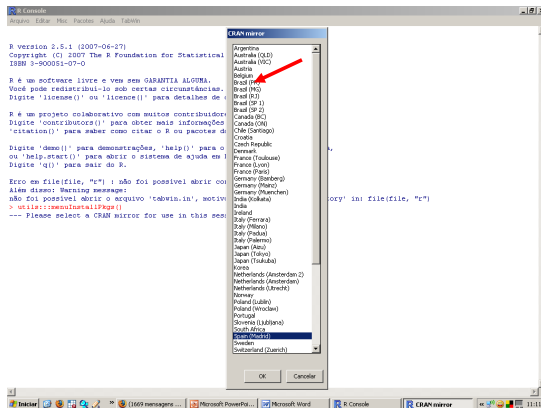 R Console
Arquivo Editar Misc Pacotes Ajuda TabWin
R version 2.5.1 (2007-06-27)
Copyright (C) 2007 The R Foundation for Statistical
ISBN 3-900051-07-0
R é um software livre e vem sem GARANTIA ALGUMA.
Você pode redistribuí-lo sob certas circunstâncias.
Digite 'license()' ou 'licence()' para detalhes de
R é um projeto colaborativo com muitos contribuidore
Digite 'contributors()' para obter mais informações
'citation()' para saber como citar o R ou pacotes d
Digite 'demo()' para demonstrações, 'help()' para o
ou 'help.start()' para abrir o sistema de ajuda em
Digite 'q()' para sair do R.
Erro em file(file, "r") : não foi possível abrir co
Além disso: Warning message:
não foi possível abrir o arquivo 'tabwin.in', motiv
ory' in: file(file, "r")
> utils:::menuInstallPkgs()
--- Please select a CRAN mirror for use in this ses
CRAN mirror
Argentina
Australia (QLD)
Australia (VIC)
Austria
Belgium
Brazil
Brazil (MG)
Brazil (RJ)
Brazil (SP 1)
Brazil (SP 2)
Canada (BC)
Canada (ON)
Chile (Santiago)
Croatia
Czech Republic
Denmark
France (Toulouse)
France (Lyon)
France (Paris)
Germany (Bamberg)
Germany (Mainz)
Germany (Muenchen)
India (Kolkata)
India
Ireland
Italy (Ferrara)
Italy (Milano)
Italy (Padua)
Italy (Palermo)
Japan (Aizu)
Japan (Tokyo)
Japan (Tsukuba)
Korea
Netherlands (Amsterdam 2)
Netherlands (Amsterdam)
Netherlands (Utrecht)
Norway
Poland (Lublin)
Poland (Wroclaw)
Portugal
Slovenia (Ljubljana)
South Africa
Spain (Madrid)
Sweden
Switzerland (Zuerich)
OK Cancelar
Iniciar (1669 mensagens ... Microsoft PowerPoi... Microsoft Word R Console CRAN mirror 11:11